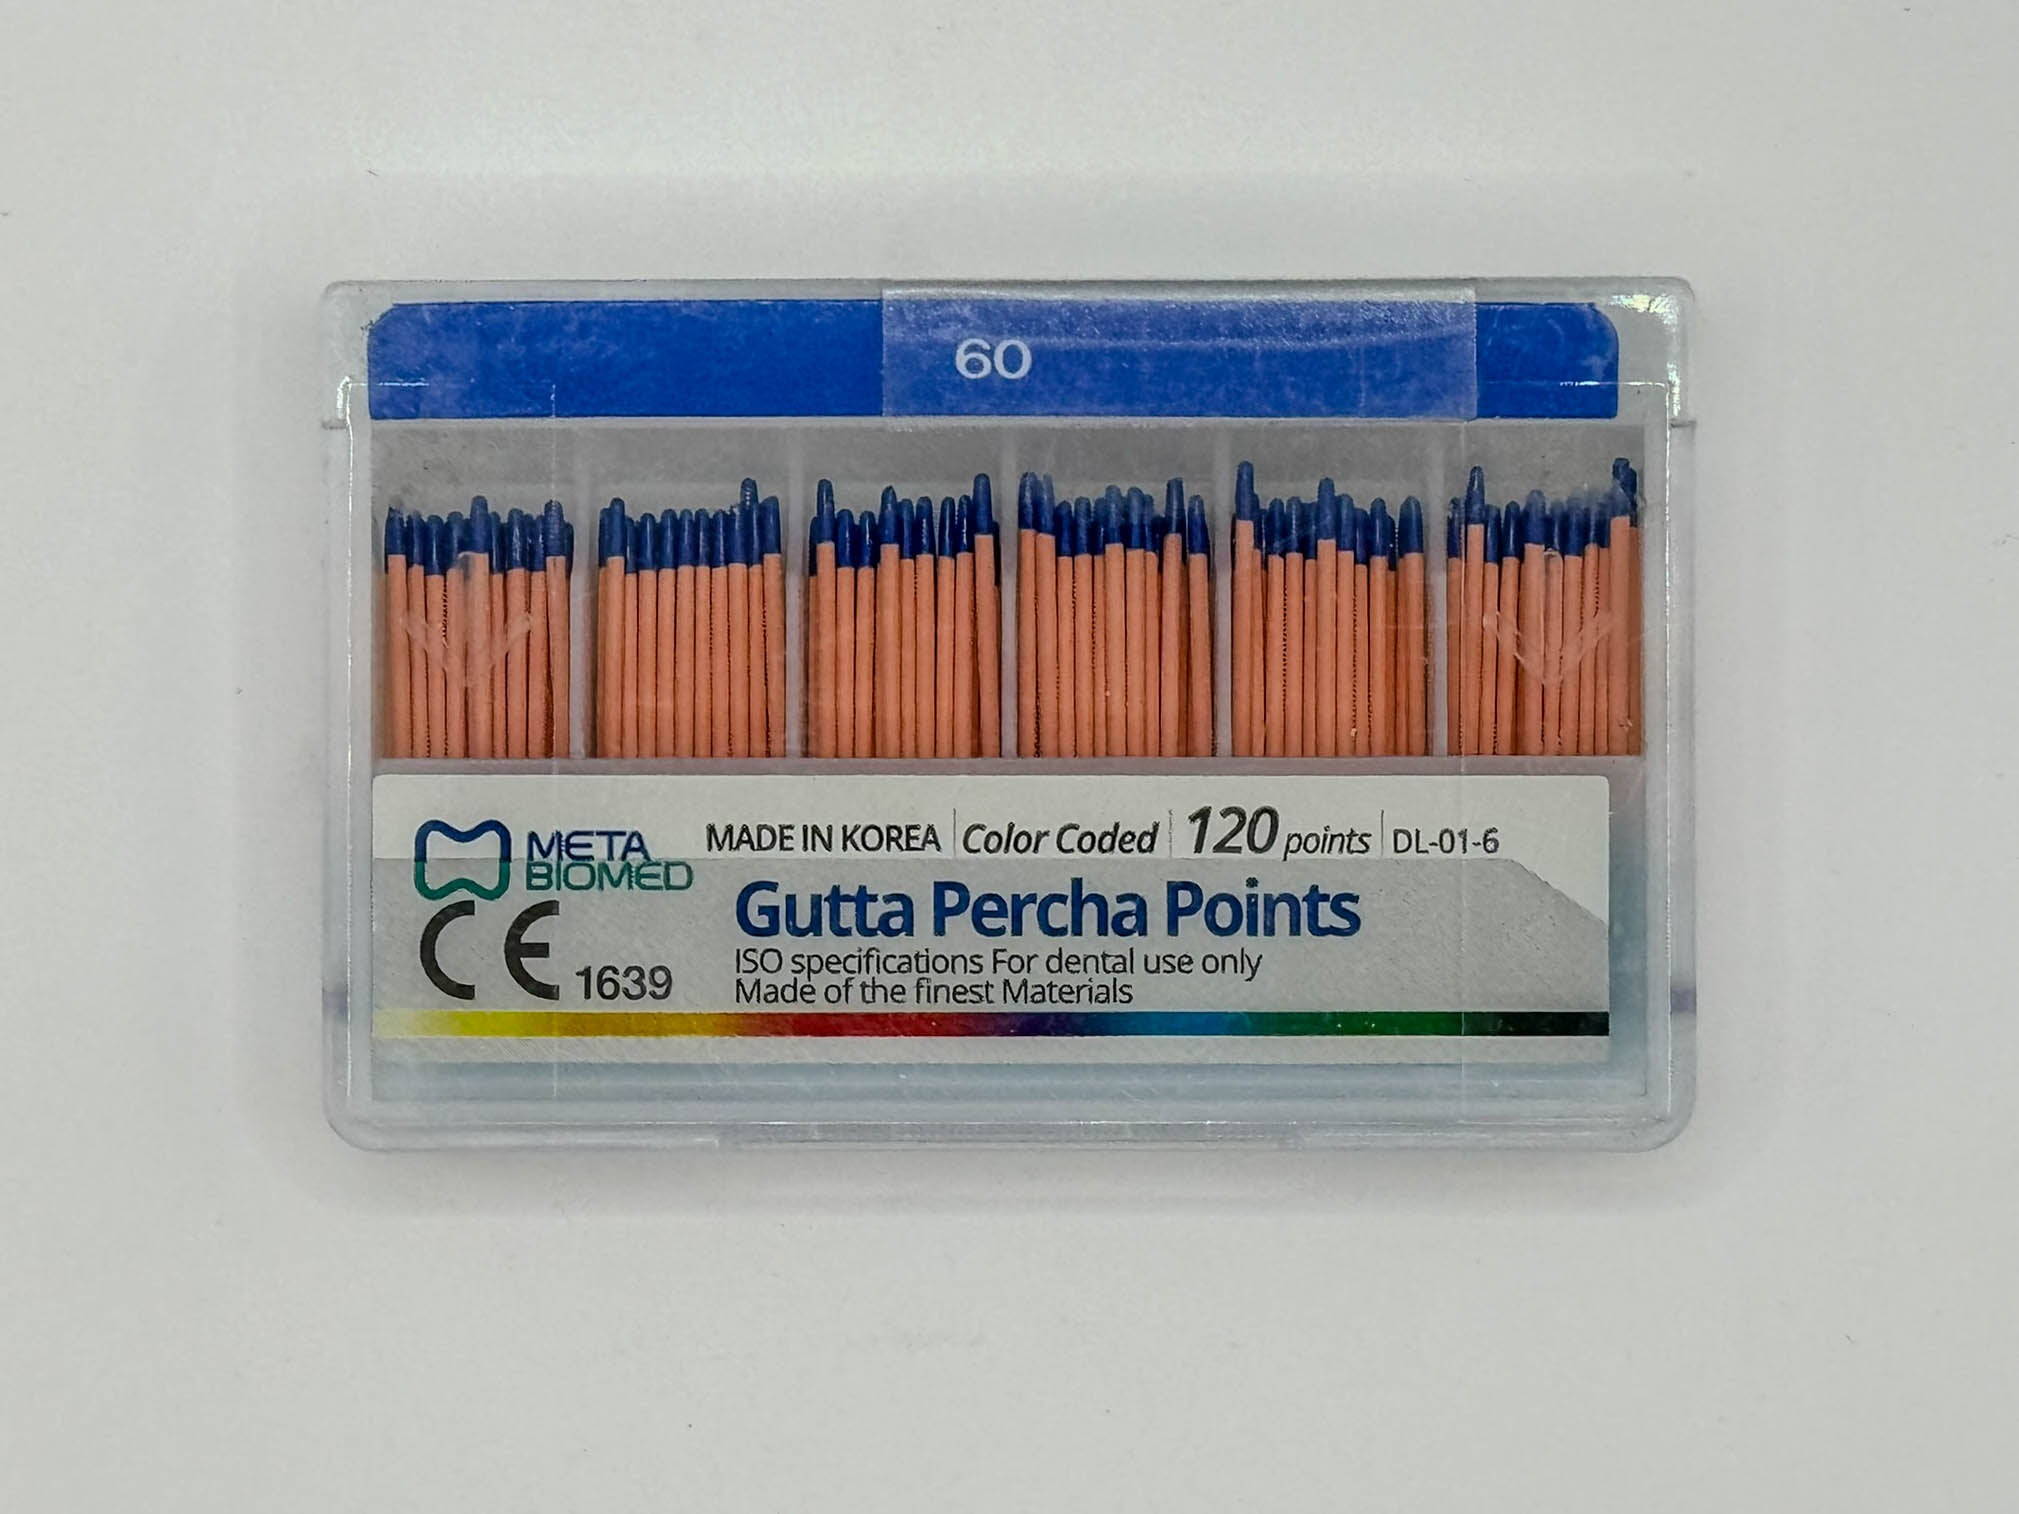 60
META
BIOMED
MADE IN KOREA Color Coded 120 points DL-01-6
Gutta Percha Points
CE 1639
ISO specifications For dental use only
Made of the finest Materials